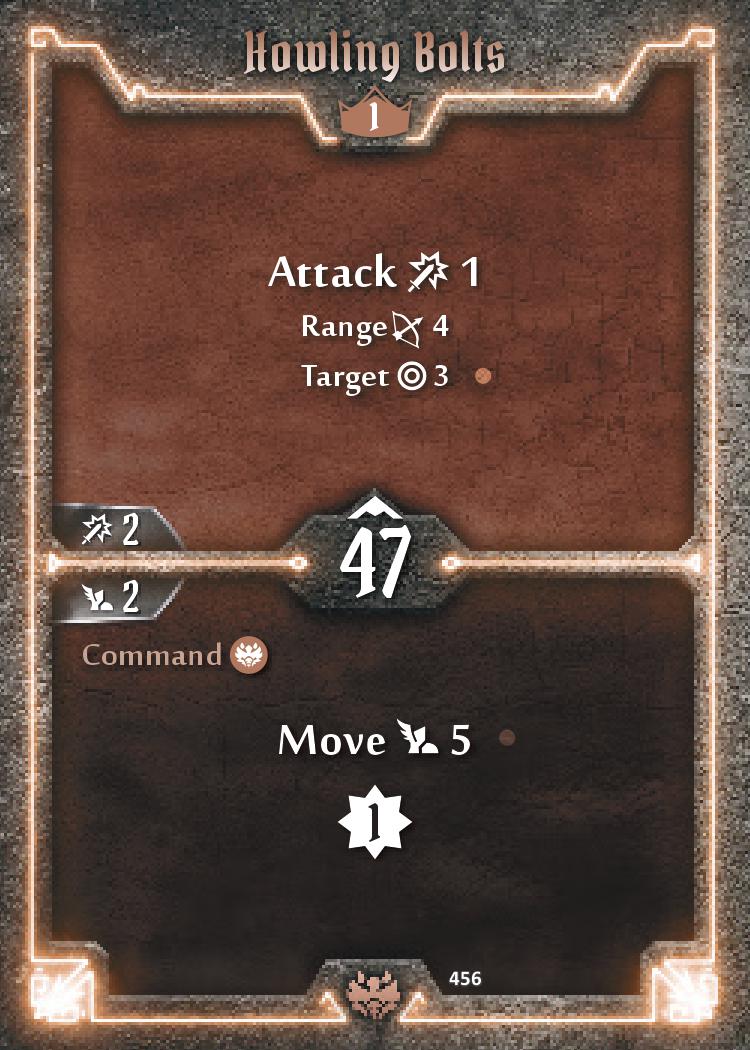 Howling Bolts
1
Attack 1
Range 4
Target 3
2
47
2
Command
Move 5
1
456